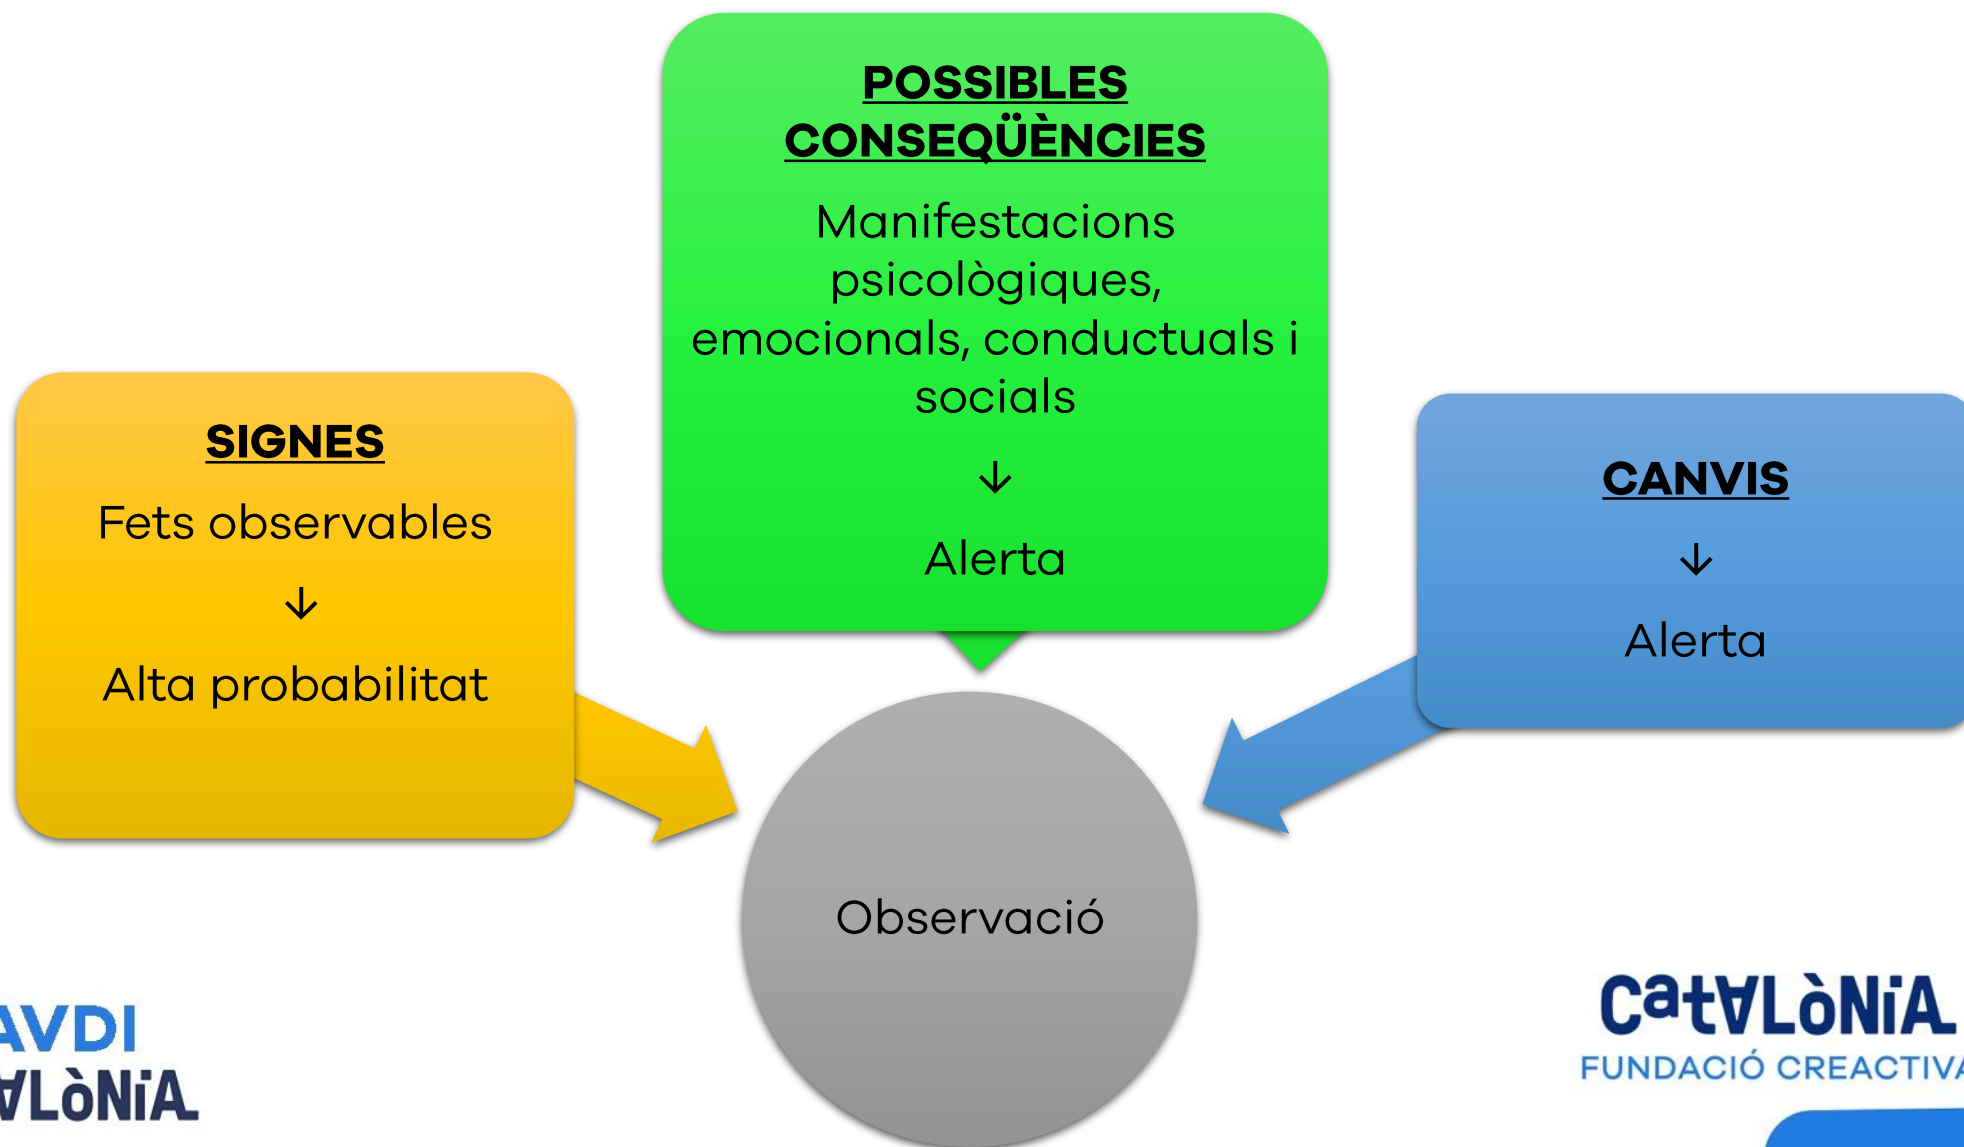 POSSIBLES
CONSEQÜÈNCIES
Manifestacions
psicològiques,
emocionals, conductuals i
socials
↓
Alerta
SIGNES
Fets observables
↓
Alta probabilitat
CANVIS
↓
Alerta
Observació
AVDI
CatALòNiA
FUNDACIÓ CREACTIVA